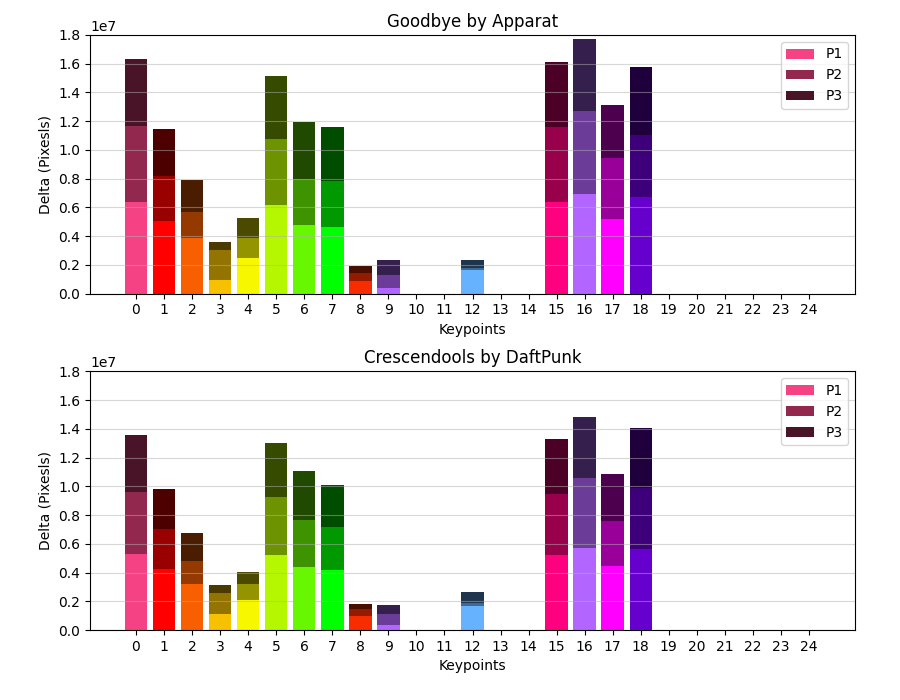 Goodbye by Apparat
1e7
1.8
1.6
1.4
1.2
1.0
0.8
0.6
0.4
0.2
0.0
Delta (Pixesls)
P1
P2
P3
0 1 2 3 4 5 6 7 8 9 10 11 12 13 14 15 16 17 18 19 20 21 22 23 24
Keypoints
Crescendools by DaftPunk
1e7
1.8
1.6
1.4
1.2
1.0
0.8
0.6
0.4
0.2
0.0
Delta (Pixesls)
P1
P2
P3
0 1 2 3 4 5 6 7 8 9 10 11 12 13 14 15 16 17 18 19 20 21 22 23 24
Keypoints